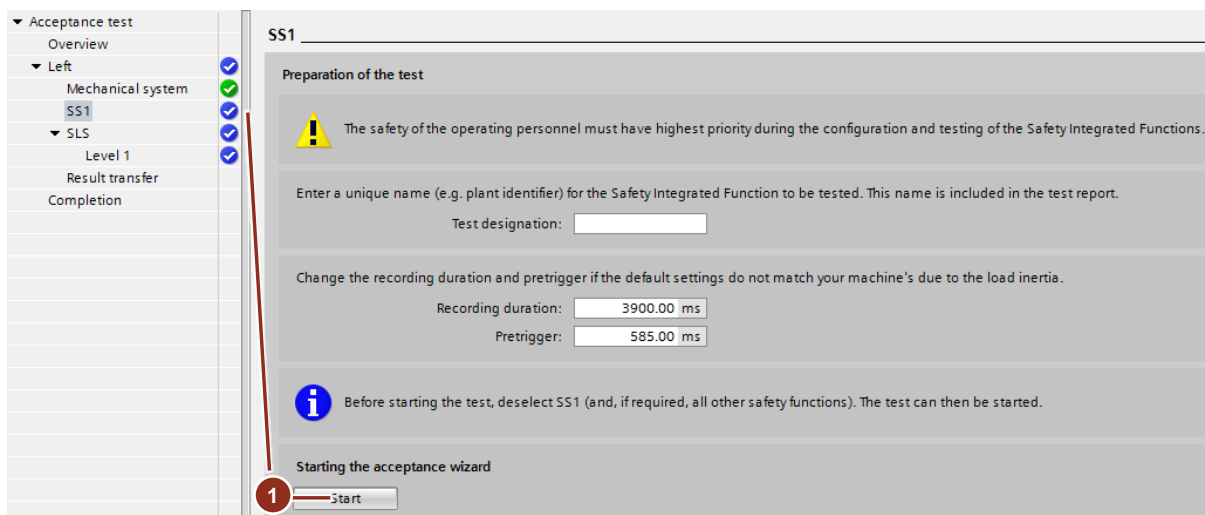 Acceptance test
Overview
Left
Mechanical system
SS1
SLS
Level 1
Result transfer
Completion
SS1
Preparation of the test
The safety of the operating personnel must have highest priority during the configuration and testing of the Safety Integrated Functions.
Enter a unique name (e.g. plant identifier) for the Safety Integrated Function to be tested. This name is included in the test report.
Test designation:
Change the recording duration and pretrigger if the default settings do not match your machine's due to the load inertia.
Recording duration: 3900.00 ms
Pretrigger: 585.00 ms
Before starting the test, deselect SS1 (and, if required, all other safety functions). The test can then be started.
Starting the acceptance wizard
1 Start